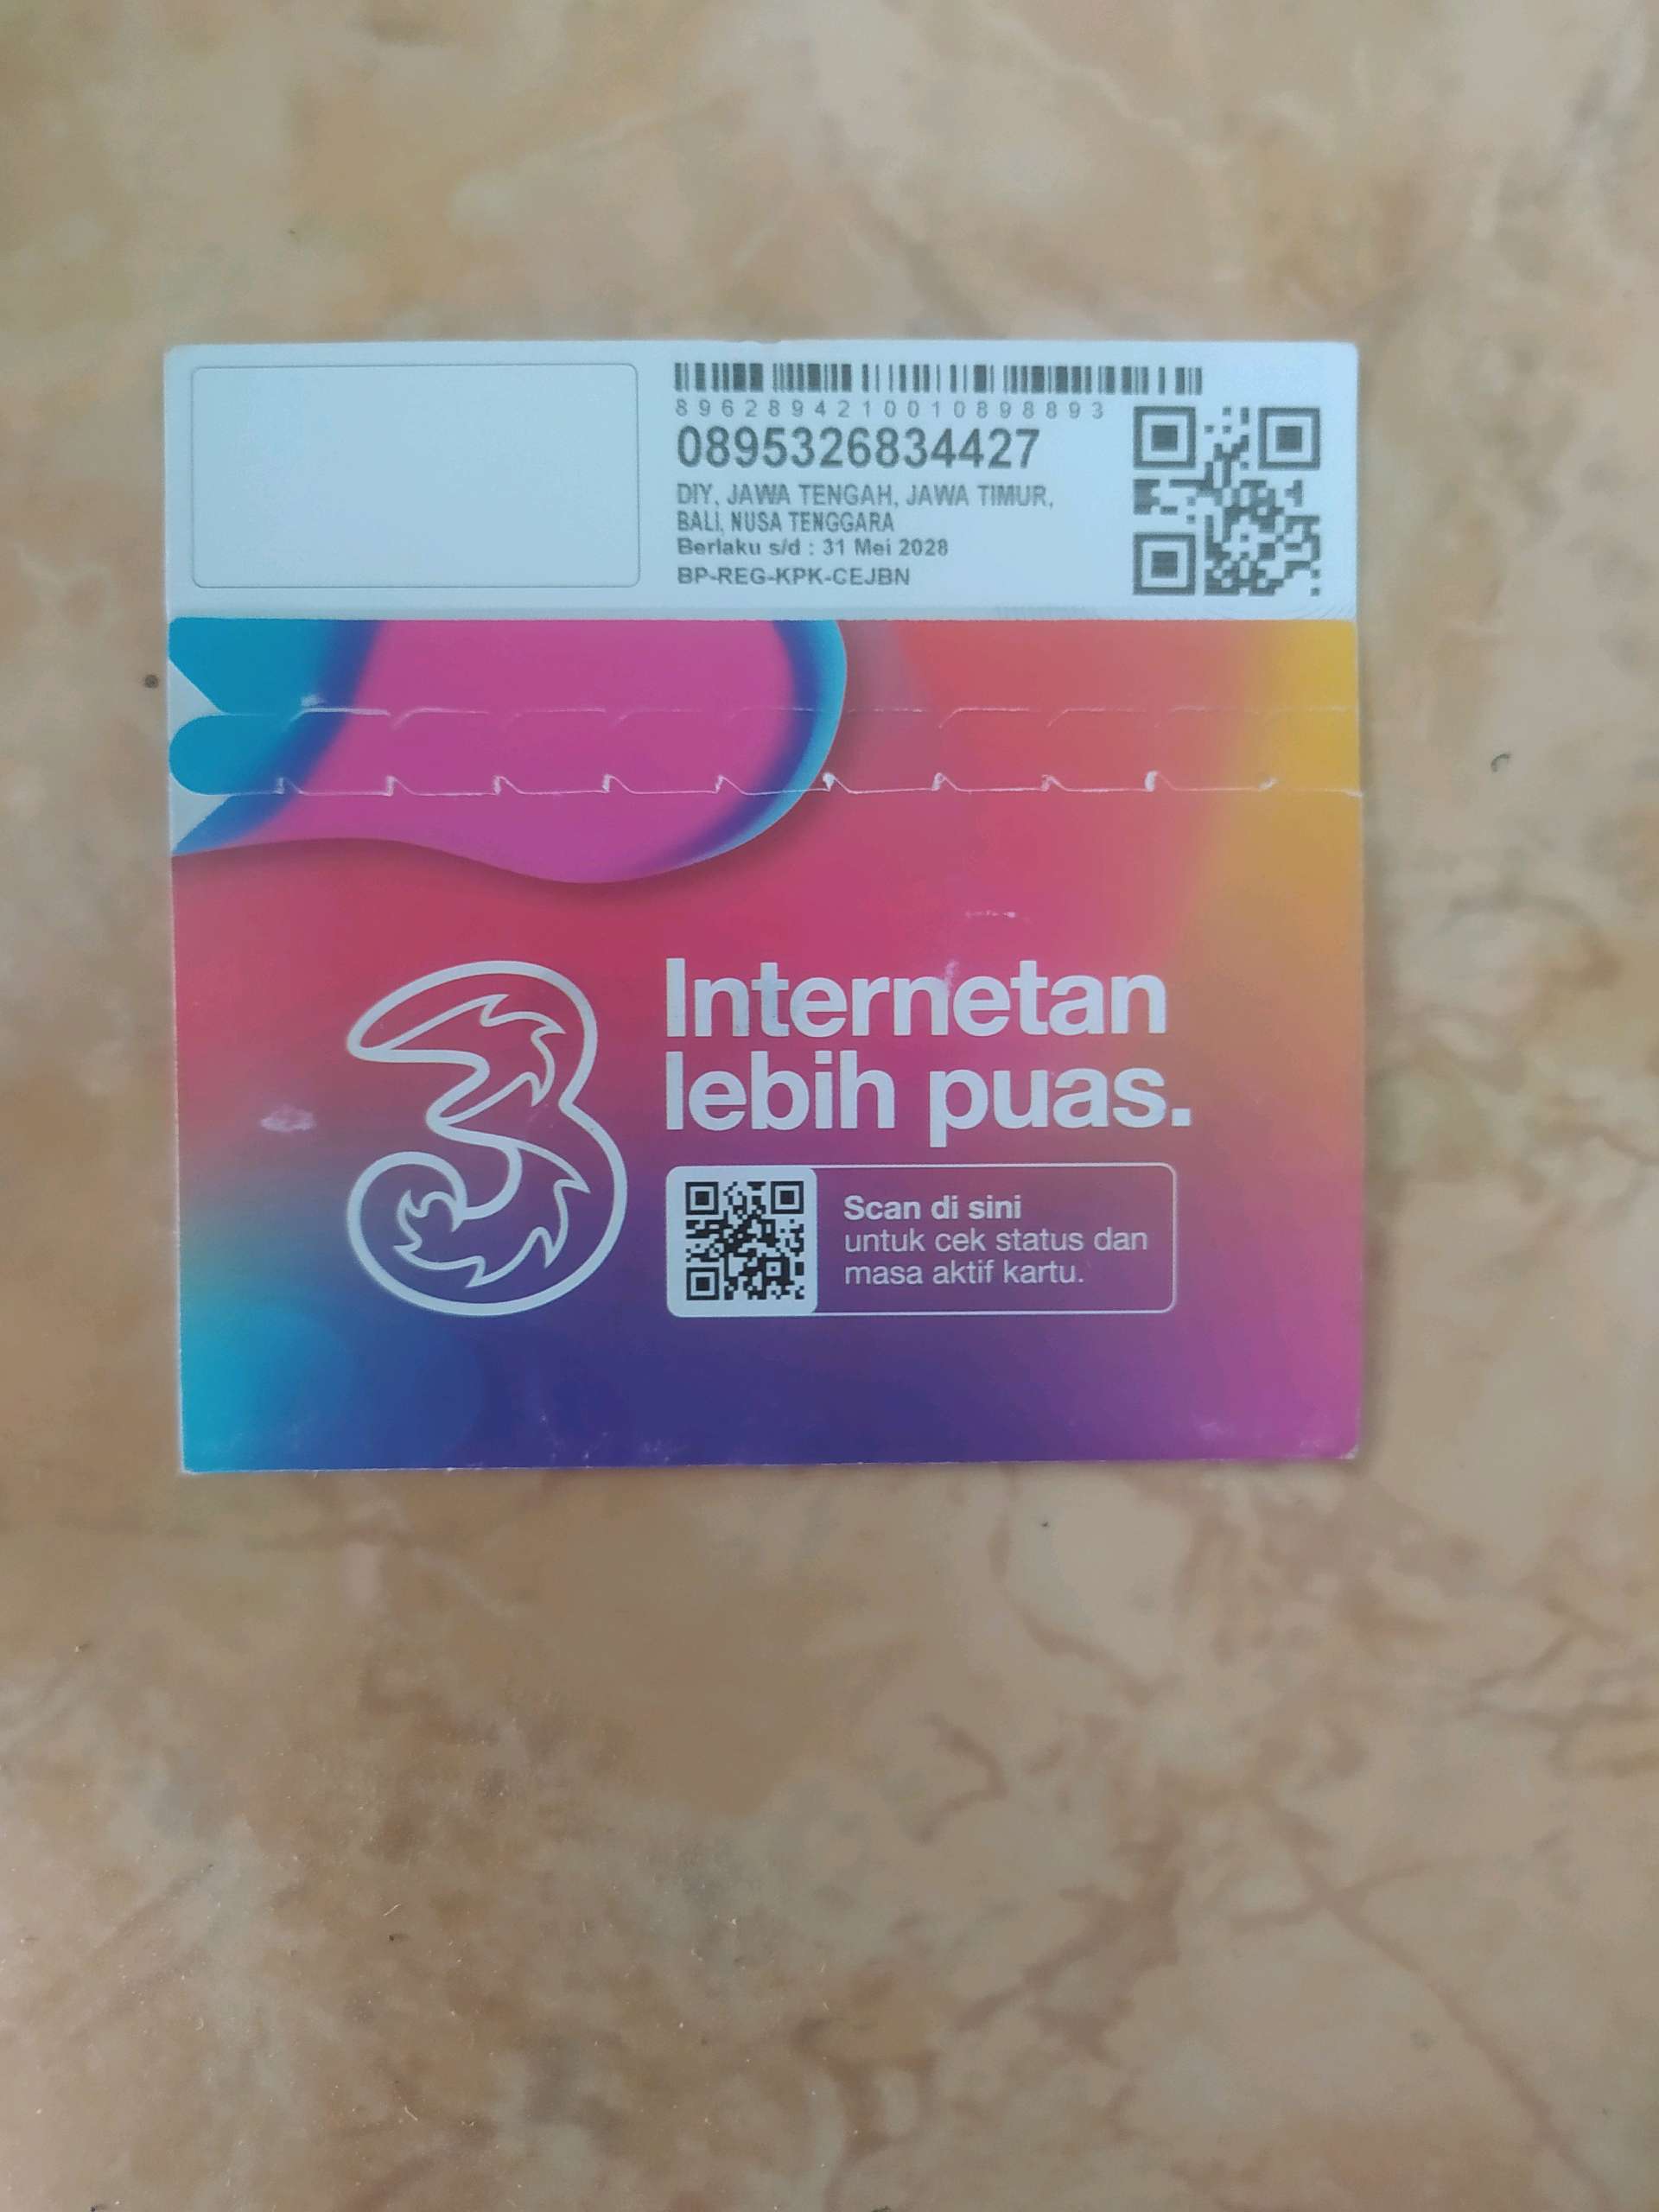 8962894210010898893
0895326834427
DIY, JAWA TENGAH, JAWA TIMUR,
BALI, NUSA TENGGARA
Berlaku s/d : 31 Mei 2028
BP-REG-KPK-CEJBN
3
Internetan
lebih puas.
Scan di sini
untuk cek status dan
masa aktif kartu.